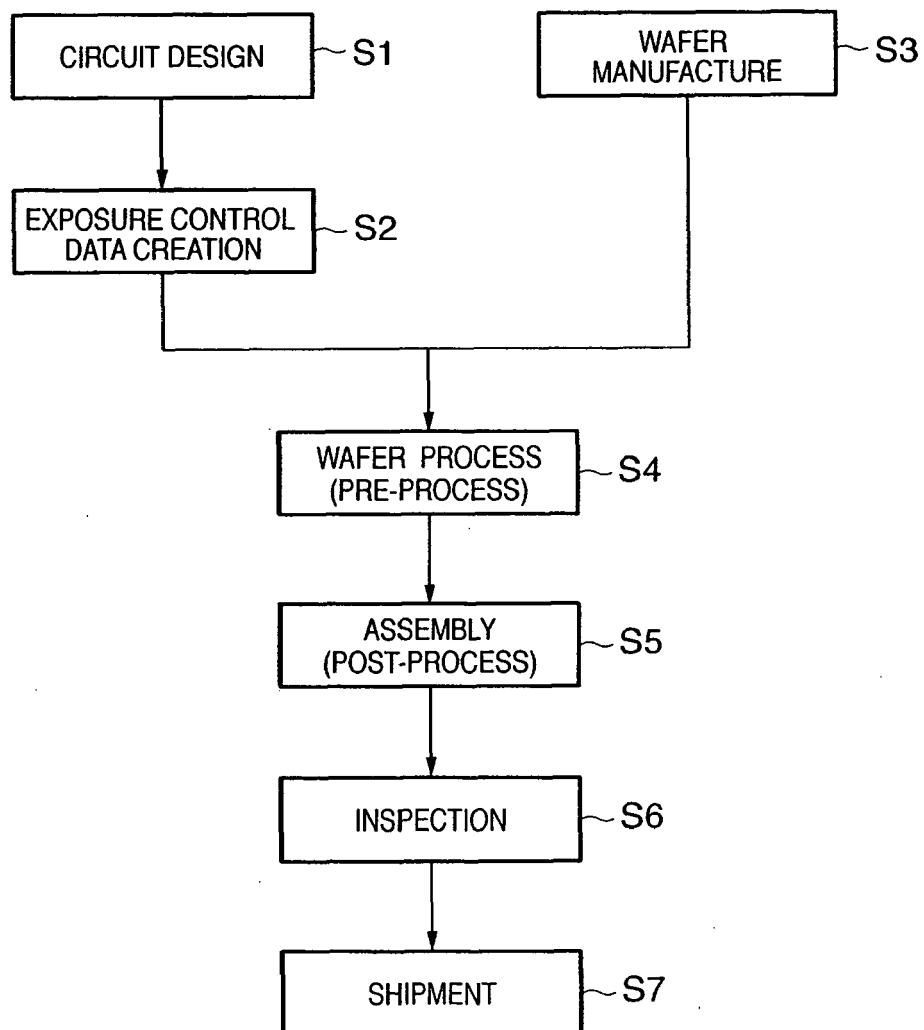 CIRCUIT DESIGN
S1
WAFER
MANUFACTURE
S3
EXPOSURE CONTROL
DATA CREATION
S2
WAFER PROCESS
(PRE-PROCESS)
S4
ASSEMBLY
(POST-PROCESS)
S5
INSPECTION
S6
SHIPMENT
S7